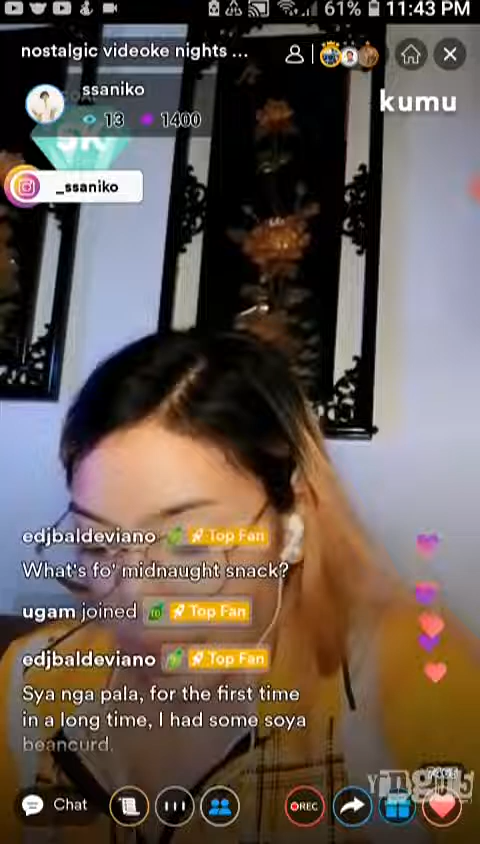 61% 11:43 PM
nostalgic videoke nights ...
ssaniko
13 1400
kumu
5K
_ssaniko
edjbaldeviano Top Fan
What's fo' midnaught snack?
ugam joined Top Fan
edjbaldeviano Top Fan
Sya nga pala, for the first time
in a long time, I had some soya
beancurd.
Chat
REC